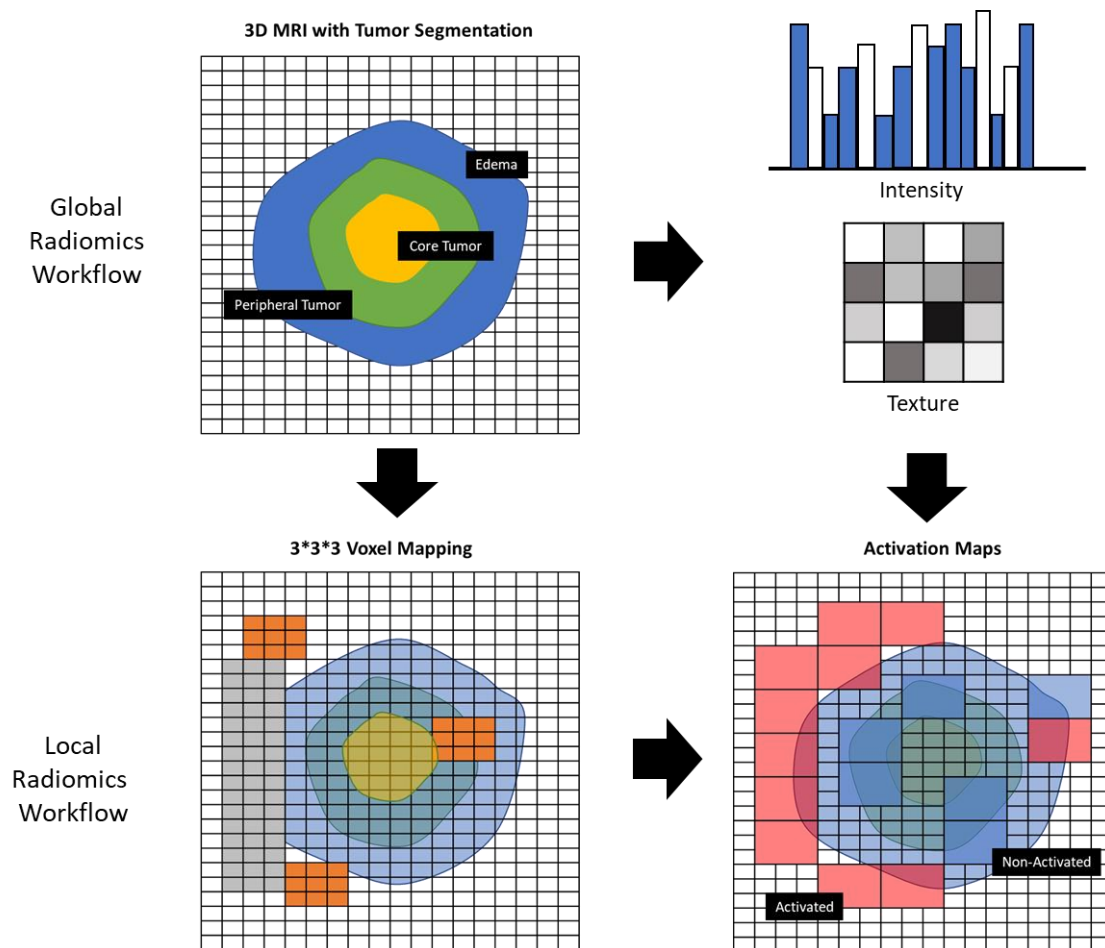 3D MRI with Tumor Segmentation
Global
Radiomics
Workflow
Edema
Core Tumor
Peripheral Tumor
Intensity
Texture
3*3*3 Voxel Mapping
Activation Maps
Local
Radiomics
Workflow
Non-Activated
Activated